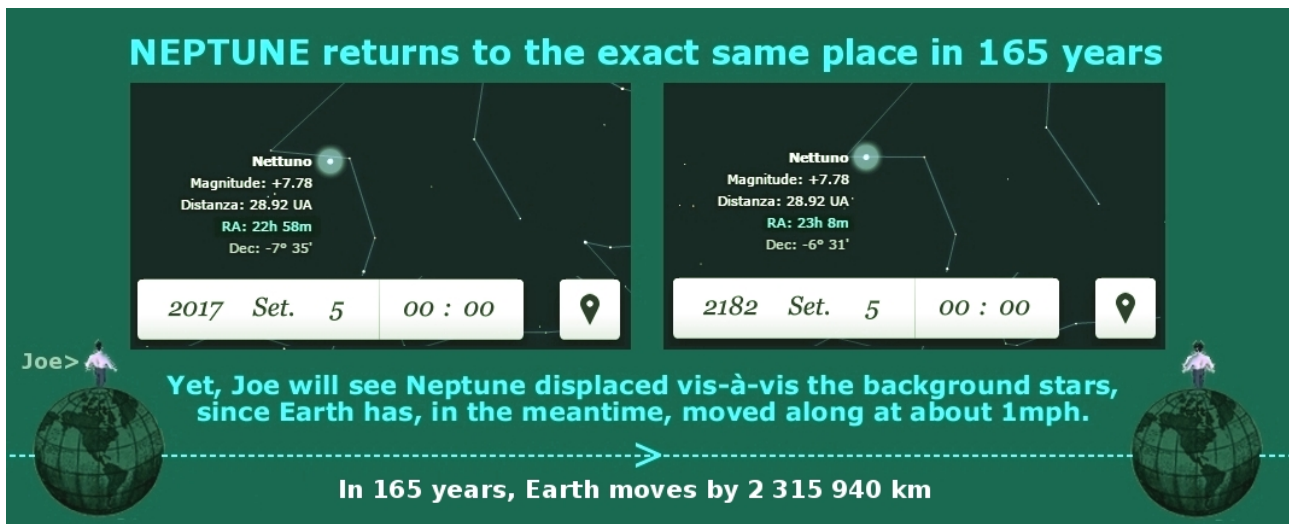 NEPTUNE returns to the exact same place in 165 years
Nettuno
Magnitude: +7.78
Distanza: 28.92 UA
RA: 22h 58m
Dec: -7° 35'
2017 Set. 5 00 : 00
Nettuno
Magnitude: +7.78
Distanza: 28.92 UA
RA: 23h 8m
Dec: -6° 31'
2182 Set. 5 00 : 00
Joe>
Yet, Joe will see Neptune displaced vis-à-vis the background stars,
since Earth has, in the meantime, moved along at about 1mph.
>
In 165 years, Earth moves by 2 315 940 km